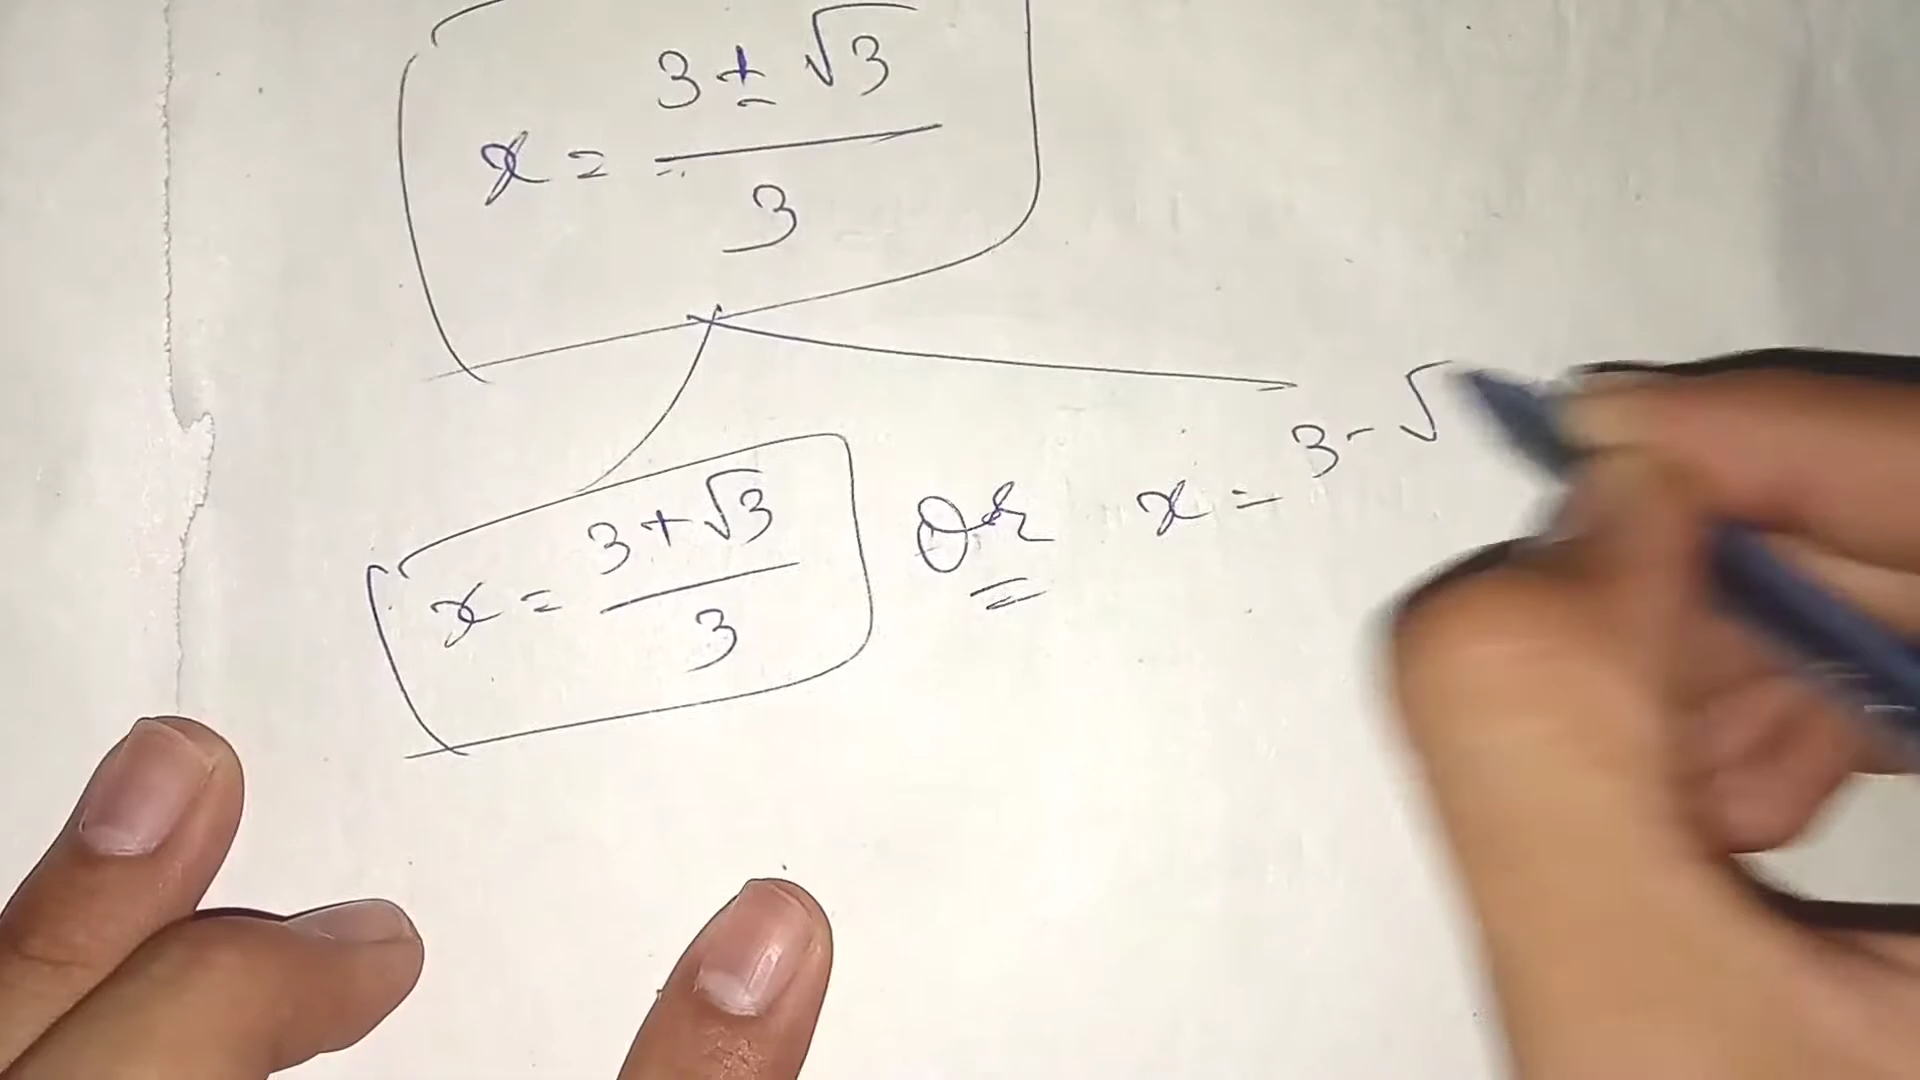 x = (3 ± √3) / 3
x = (3 + √3) / 3 Or x = 3 - √